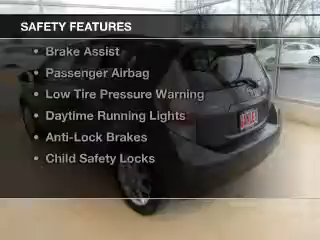 SAFETY FEATURES
• Brake Assist
• Passenger Airbag
• Low Tire Pressure Warning
• Daytime Running Lights
• Anti-Lock Brakes
• Child Safety Locks